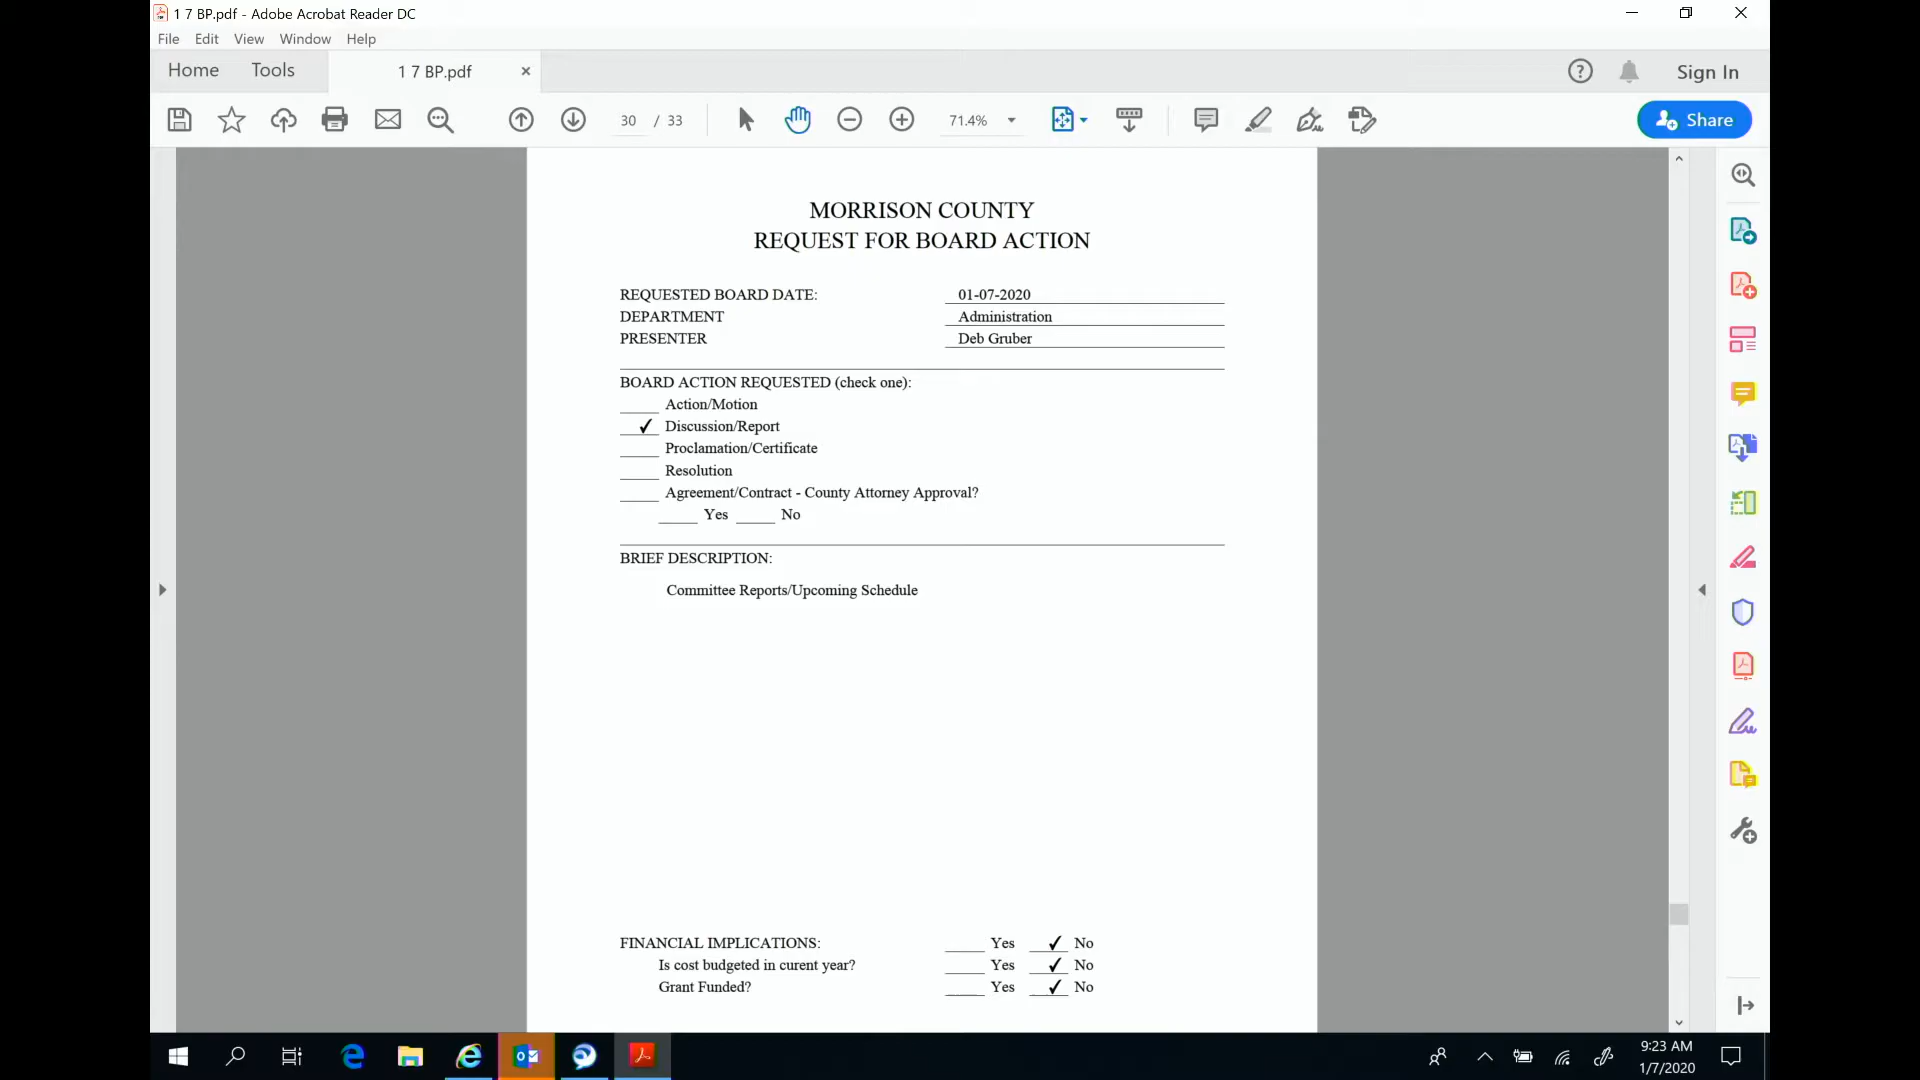 1 7 BP.pdf - Adobe Acrobat Reader DC
File Edit View Window Help
Home Tools 1 7 BP.pdf Sign In
30 / 33 71.4% Share
MORRISON COUNTY
REQUEST FOR BOARD ACTION
REQUESTED BOARD DATE: 01-07-2020
DEPARTMENT Administration
PRESENTER Deb Gruber
BOARD ACTION REQUESTED (check one):
Action/Motion
✓ Discussion/Report
Proclamation/Certificate
Resolution
Agreement/Contract - County Attorney Approval?
Yes No
BRIEF DESCRIPTION:
Committee Reports/Upcoming Schedule
FINANCIAL IMPLICATIONS: Yes ✓ No
Is cost budgeted in curent year? Yes ✓ No
Grant Funded? Yes ✓ No
9:23 AM
1/7/2020